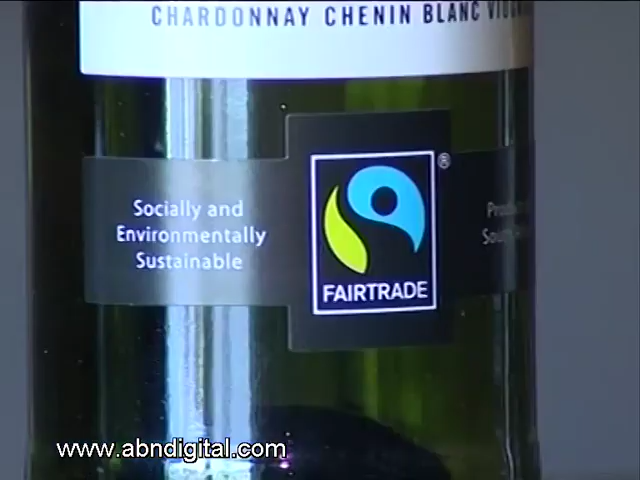 CHARDONNAY CHENIN BLANC
Socially and
Environmentally
Sustainable
®
FAIRTRADE
www.abndigital.com